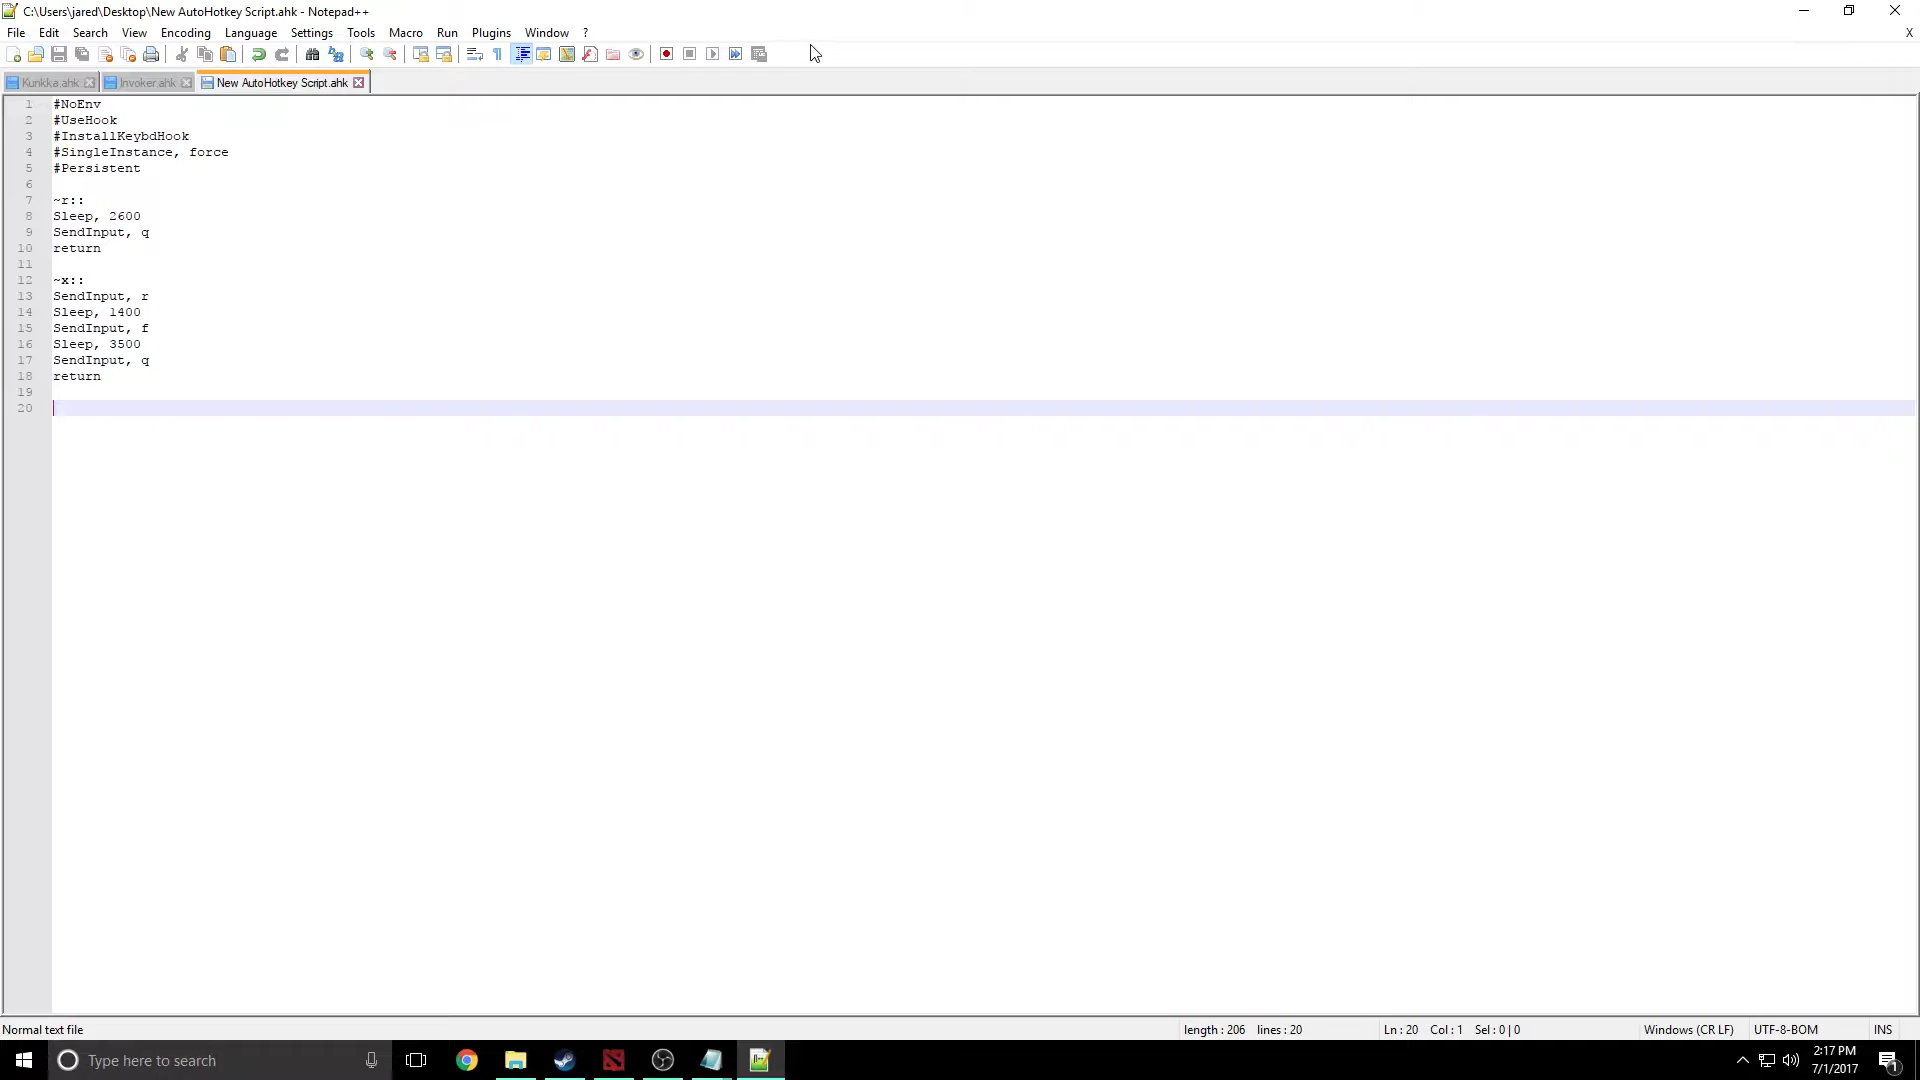 C:\Users\jared\Desktop\New AutoHotkey Script.ahk - Notepad++
File Edit Search View Encoding Language Settings Tools Macro Run Plugins Window ? X
Kunkka.ahk Invoker.ahk New AutoHotkey Script.ahk
1 #NoEnv
2 #UseHook
3 #InstallKeybdHook
4 #SingleInstance, force
5 #Persistent
6
7 ~r::
8 Sleep, 2600
9 SendInput, q
10 return
11
12 ~x::
13 SendInput, r
14 Sleep, 1400
15 SendInput, f
16 Sleep, 3500
17 SendInput, q
18 return
19
20
Normal text file length : 206 lines : 20 Ln : 20 Col : 1 Sel : 0 | 0 Windows (CR LF) UTF-8-BOM INS
Type here to search
2:17 PM
7/1/2017
1